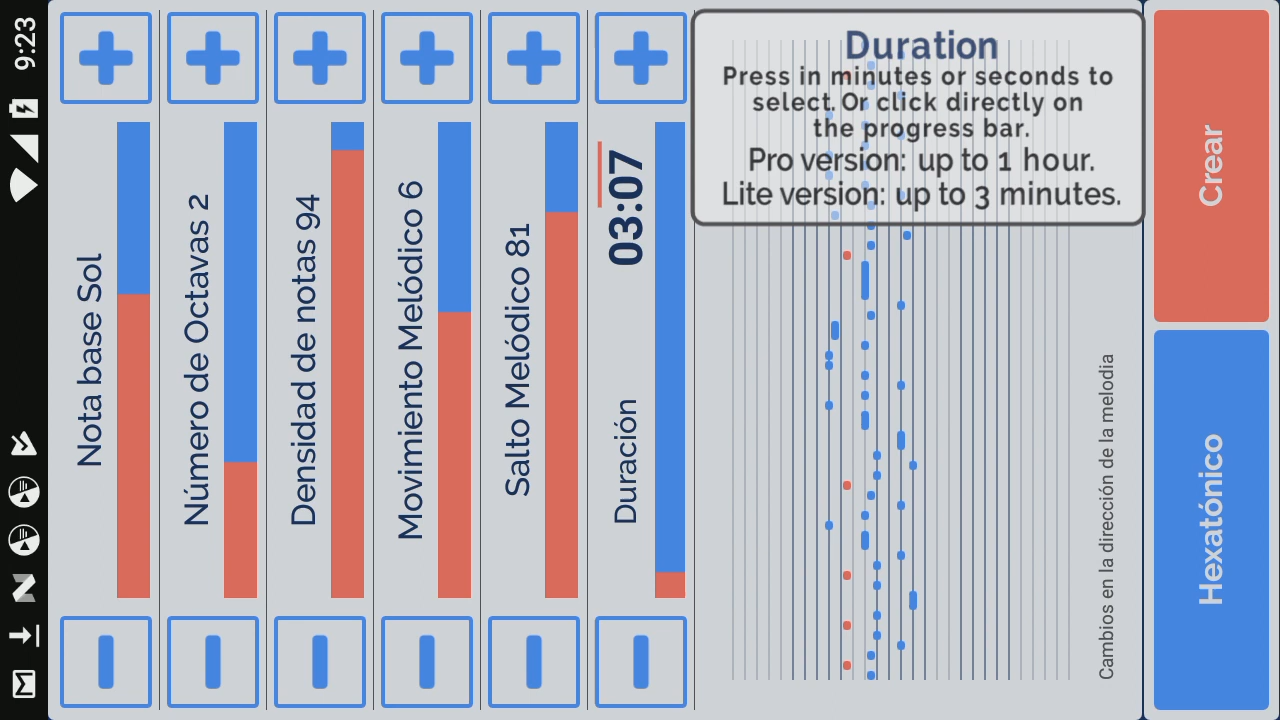 9:23
Nota base Sol
Número de Octavas 2
Densidad de notas 94
Movimiento Melódico 6
Salto Melódico 81
Duración
03:07
Duration
Press in minutes or seconds to
select. Or click directly on
the progress bar.
Pro version: up to 1 hour.
Lite version: up to 3 minutes.
Cambios en la dirección de la melodia
Hexatónico
Crear